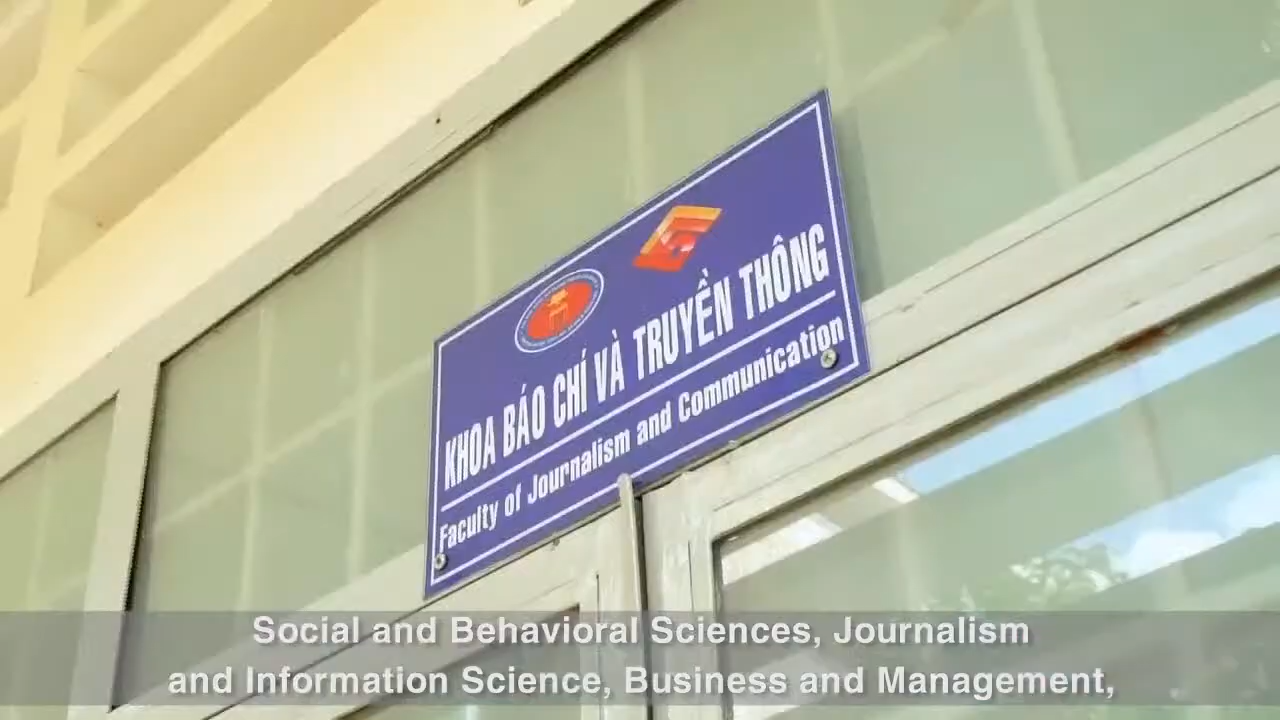 KHOA BÁO CHÍ VÀ TRUYỀN THÔNG
Faculty of Journalism and Communication
Social and Behavioral Sciences, Journalism
and Information Science, Business and Management,